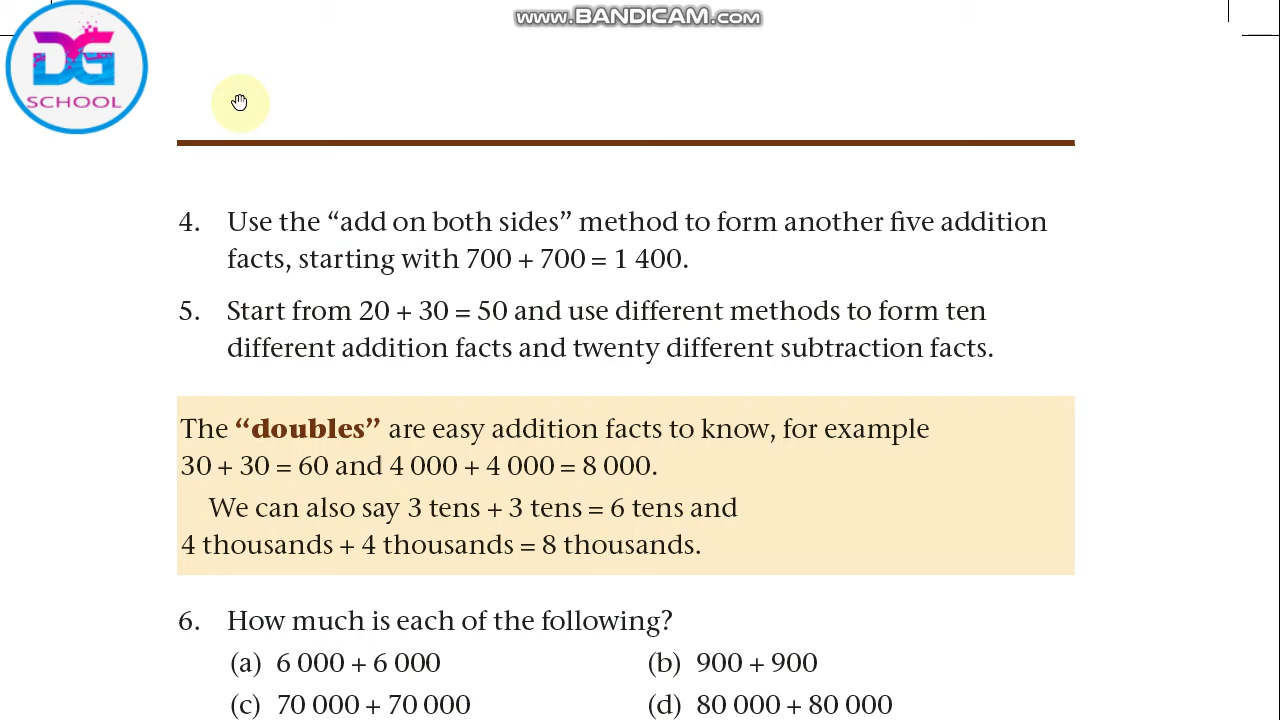 www.BANDICAM.com
DG
SCHOOL
4. Use the “add on both sides” method to form another five addition
facts, starting with 700 + 700 = 1 400.
5. Start from 20 + 30 = 50 and use different methods to form ten
different addition facts and twenty different subtraction facts.
The “doubles” are easy addition facts to know, for example
30 + 30 = 60 and 4 000 + 4 000 = 8 000.
We can also say 3 tens + 3 tens = 6 tens and
4 thousands + 4 thousands = 8 thousands.
6. How much is each of the following?
(a) 6 000 + 6 000 (b) 900 + 900
(c) 70 000 + 70 000 (d) 80 000 + 80 000